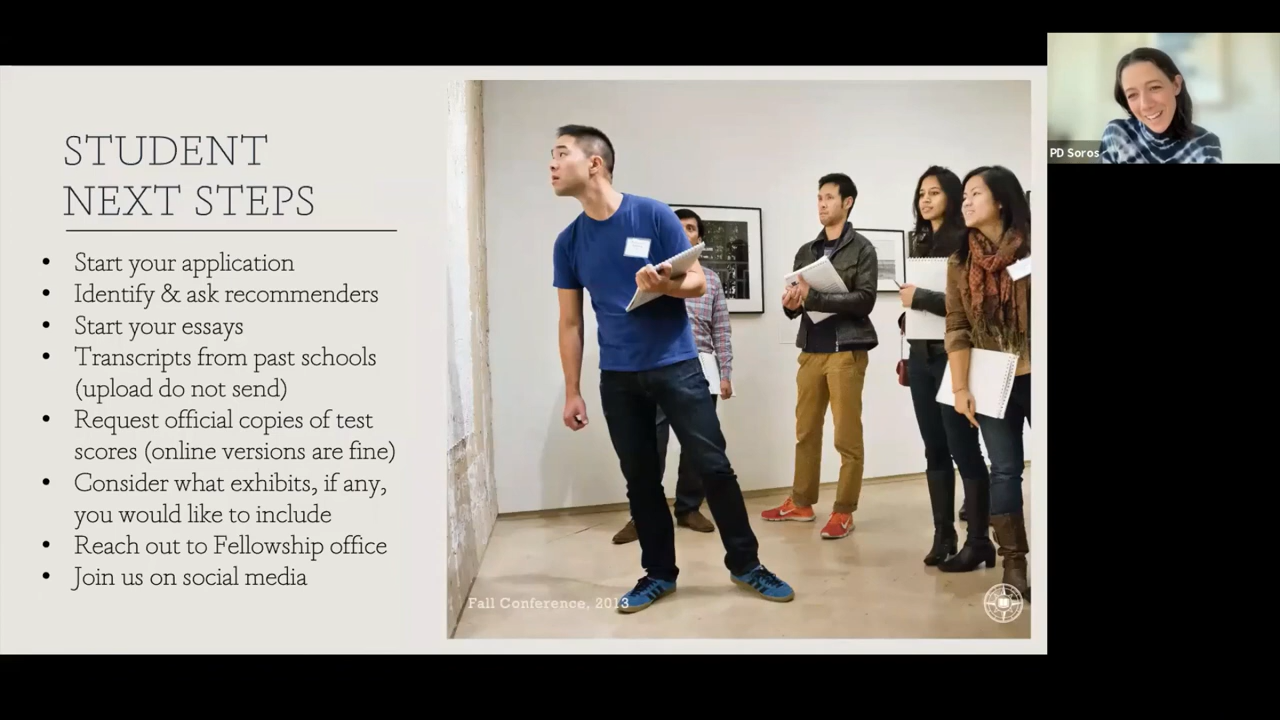 STUDENT
NEXT STEPS
• Start your application
• Identify & ask recommenders
• Start your essays
• Transcripts from past schools
(upload do not send)
• Request official copies of test
scores (online versions are fine)
• Consider what exhibits, if any,
you would like to include
• Reach out to Fellowship office
• Join us on social media
Fall Conference, 2013
PD Soros